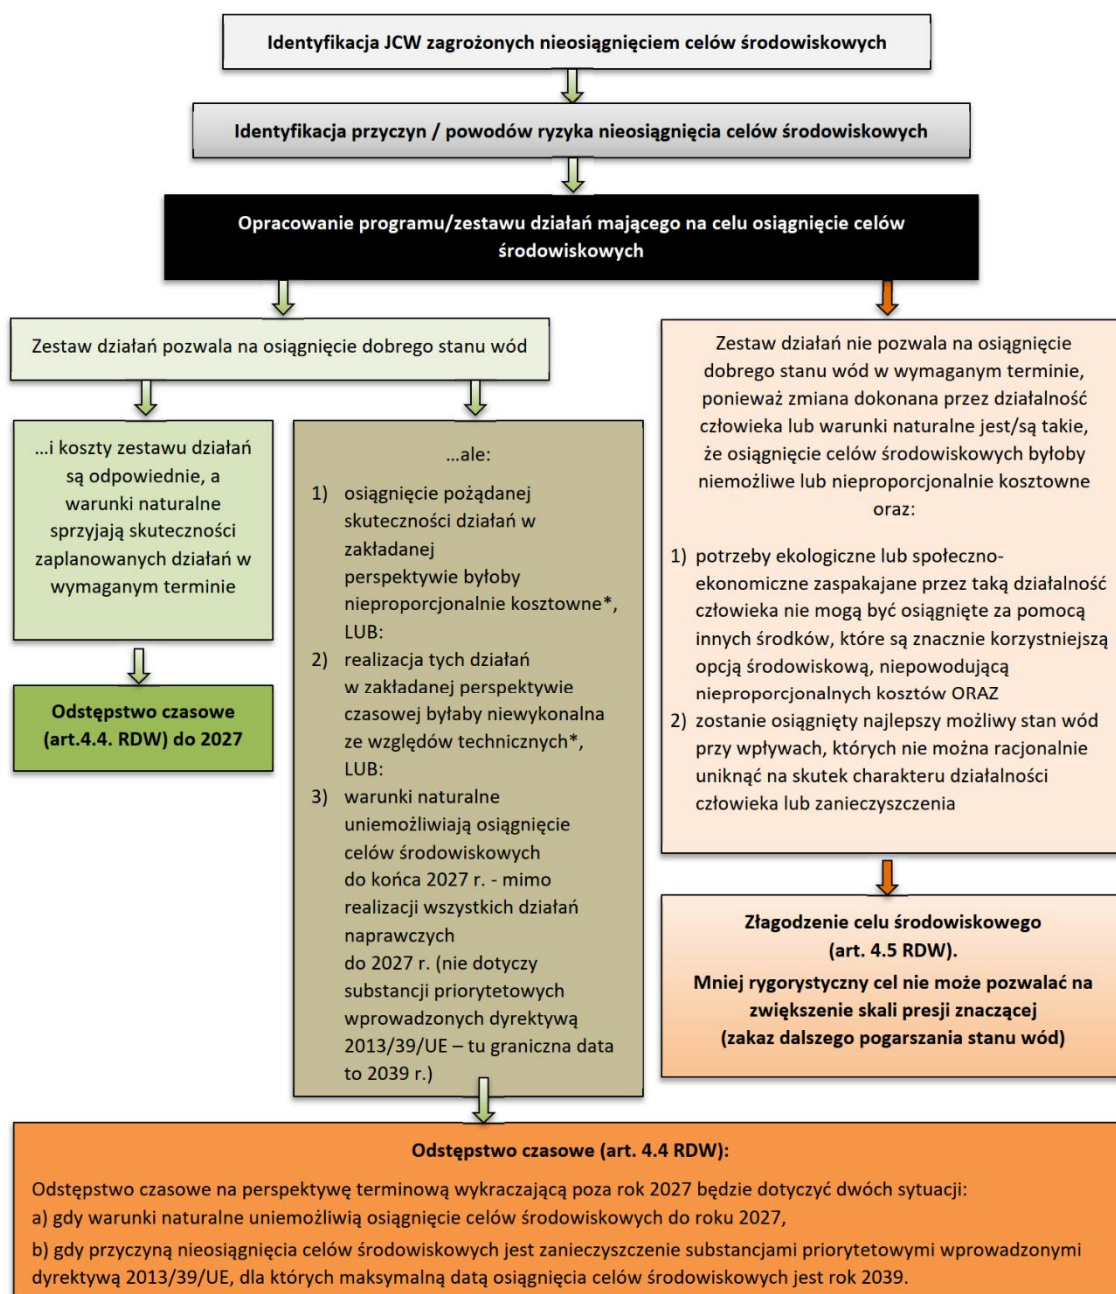 Identyfikacja JCW zagrożonych nieosiągnięciem celów środowiskowych
Identyfikacja przyczyn / powodów ryzyka nieosiągnięcia celów środowiskowych
Opracowanie programu/zestawu działań mającego na celu osiągnięcie celów
środowiskowych
Zestaw działań pozwala na osiągnięcie dobrego stanu wód
...i koszty zestawu działań
są odpowiednie, a
warunki naturalne
sprzyjają skuteczności
zaplanowanych działań w
wymaganym terminie
Odstępstwo czasowe
(art.4.4. RDW) do 2027
...ale:
1) osiągnięcie pożądanej
skuteczności działań w
zakładanej
perspektywie byłoby
nieproporcjonalnie kosztowne*,
LUB:
2) realizacja tych działań
w zakładanej perspektywie
czasowej byłaby niewykonalna
ze względów technicznych*,
LUB:
3) warunki naturalne
uniemożliwiają osiągnięcie
celów środowiskowych
do końca 2027 r. - mimo
realizacji wszystkich działań
naprawczych
do 2027 r. (nie dotyczy
substancji priorytetowych
wprowadzonych dyrektywą
2013/39/UE – tu graniczna data
to 2039 r.)
Zestaw działań nie pozwala na osiągnięcie
dobrego stanu wód w wymaganym terminie,
ponieważ zmiana dokonana przez działalność
człowieka lub warunki naturalne jest/są takie,
że osiągnięcie celów środowiskowych byłoby
niemożliwe lub nieproporcjonalnie kosztowne
oraz:
1) potrzeby ekologiczne lub społeczno-
ekonomiczne zaspakajane przez taką działalność
człowieka nie mogą być osiągnięte za pomocą
innych środków, które są znacznie korzystniejszą
opcją środowiskową, niepowodującą
nieproporcjonalnych kosztów ORAZ
2) zostanie osiągnięty najlepszy możliwy stan wód
przy wpływach, których nie można racjonalnie
uniknąć na skutek charakteru działalności
człowieka lub zanieczyszczenia
Złagodzenie celu środowiskowego
(art. 4.5 RDW).
Mniej rygorystyczny cel nie może pozwalać na
zwiększenie skali presji znaczącej
(zakaz dalszego pogarszania stanu wód)
Odstępstwo czasowe (art. 4.4 RDW):
Odstępstwo czasowe na perspektywę terminową wykraczającą poza rok 2027 będzie dotyczyć dwóch sytuacji:
a) gdy warunki naturalne uniemożliwią osiągnięcie celów środowiskowych do roku 2027,
b) gdy przyczyną nieosiągnięcia celów środowiskowych jest zanieczyszczenie substancjami priorytetowymi wprowadzonymi
dyrektywą 2013/39/UE, dla których maksymalną datą osiągnięcia celów środowiskowych jest rok 2039.